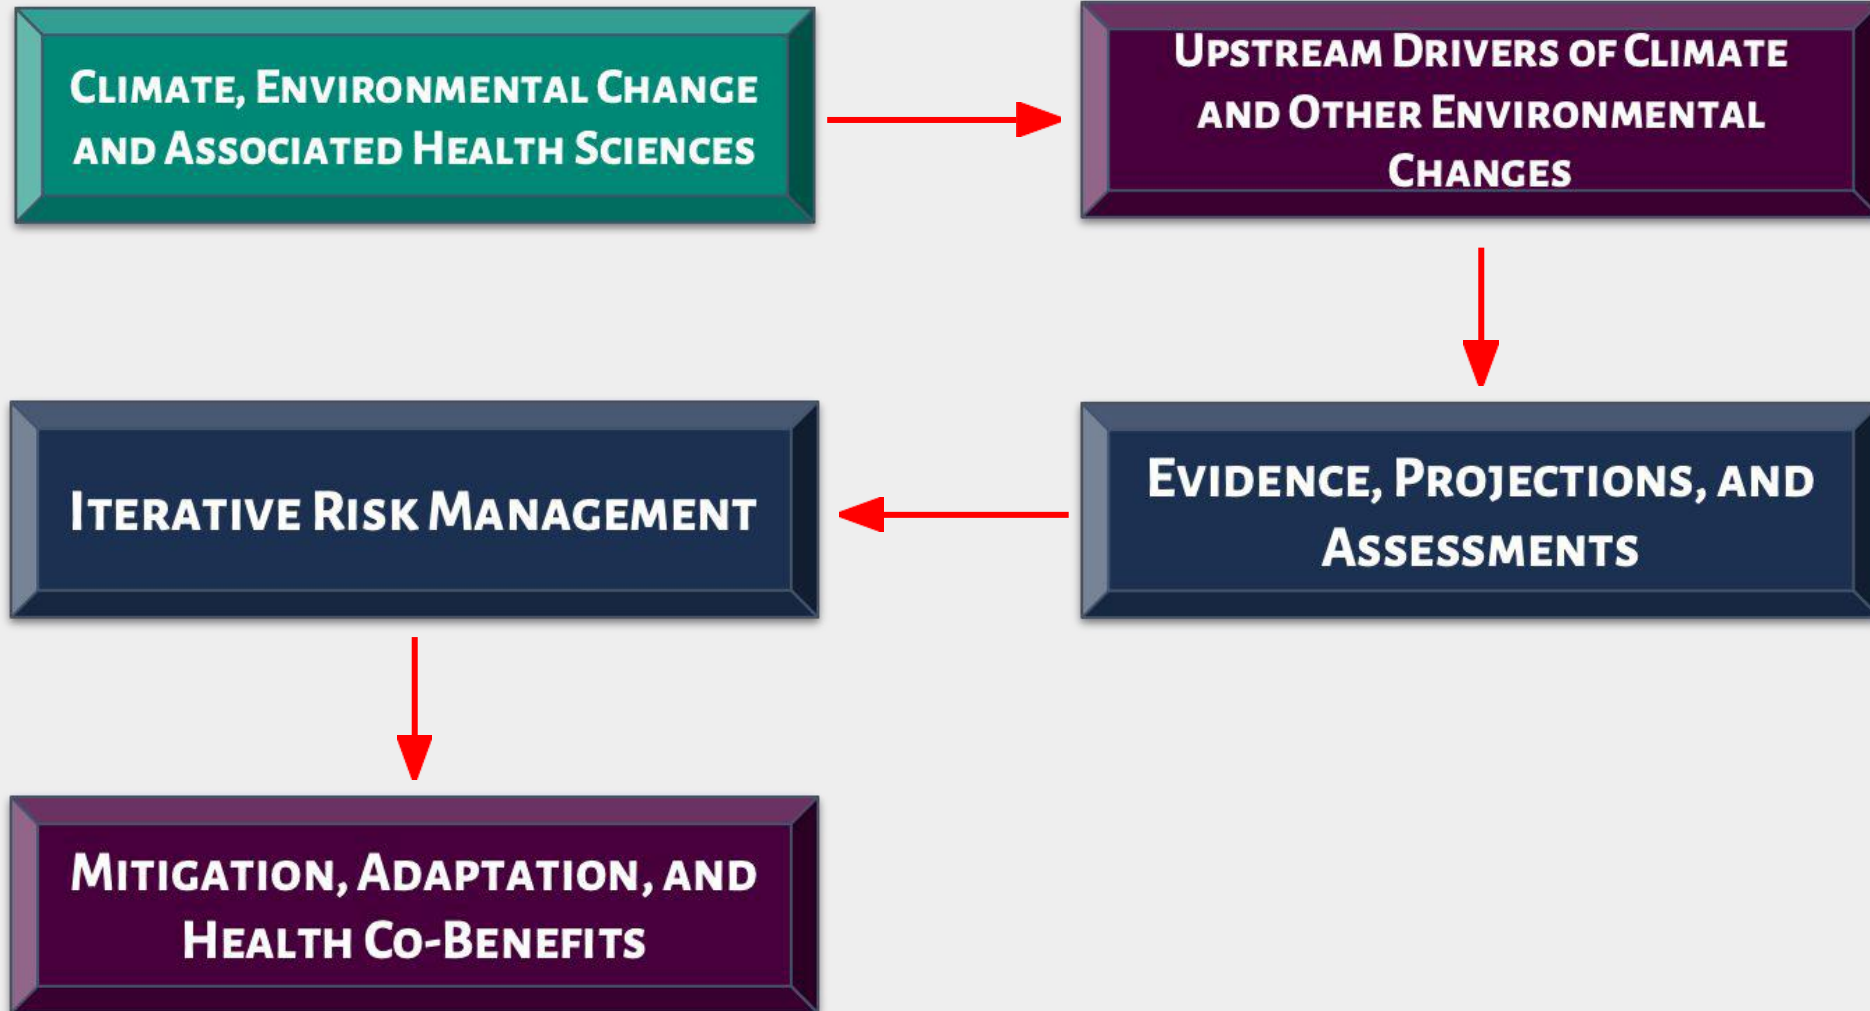 Climate, Environmental Change
and Associated Health Sciences
Upstream Drivers of Climate
and Other Environmental
Changes
Iterative Risk Management
Evidence, Projections, and
Assessments
Mitigation, Adaptation, and
Health Co-Benefits